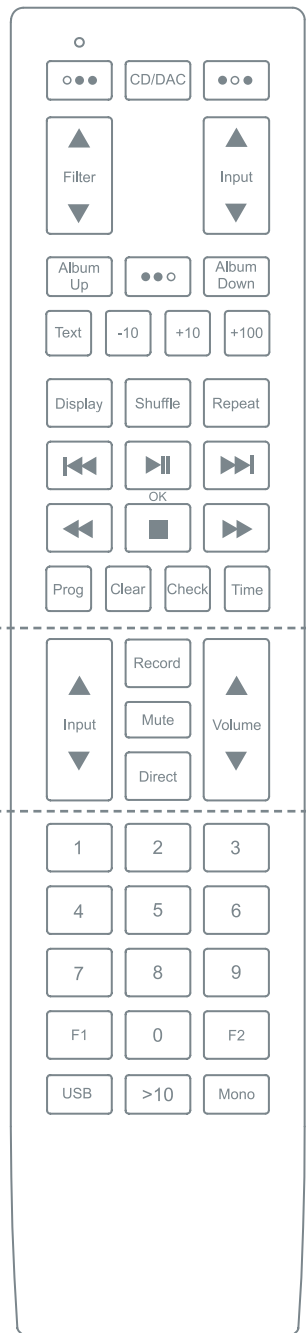 CD/DAC
Filter Input
Album Up
Album Down
Text -10 +10 +100
Display Shuffle Repeat
OK
Prog Clear Check Time
Record
Input Mute Volume
Direct
1 2 3
4 5 6
7 8 9
F1 0 F2
USB >10 Mono